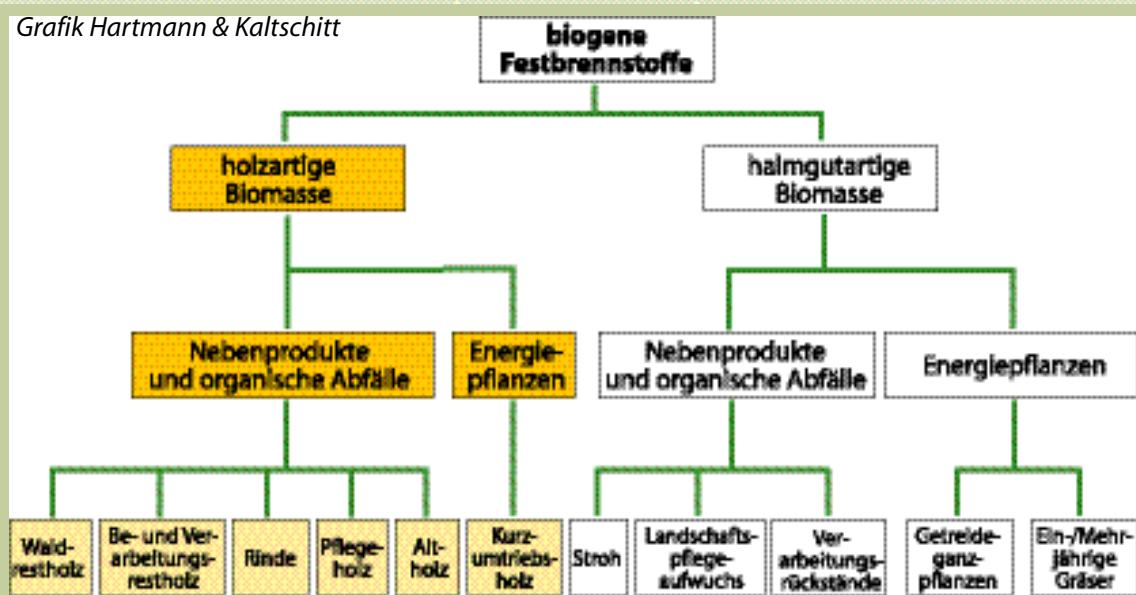 Grafik Hartmann & Kaltschitt
biogene
Festbrennstoffe
holzartige
Biomasse
halmgutartige
Biomasse
Nebenprodukte
und organische Abfälle
Energie-
pflanzen
Nebenprodukte
und organische Abfälle
Energiepflanzen
Wald-
restholz
Be- und Ver-
arbeitungs-
restholz
Rinde
Pflege-
holz
Alt-
holz
Kurz-
umtriebs-
holz
Stroh
Landschafts-
pflege-
aufwuchs
Ver-
arbeitungs-
rückstände
Getreide-
ganz-
pflanzen
Ein-/Mehr-
jährige
Gräser